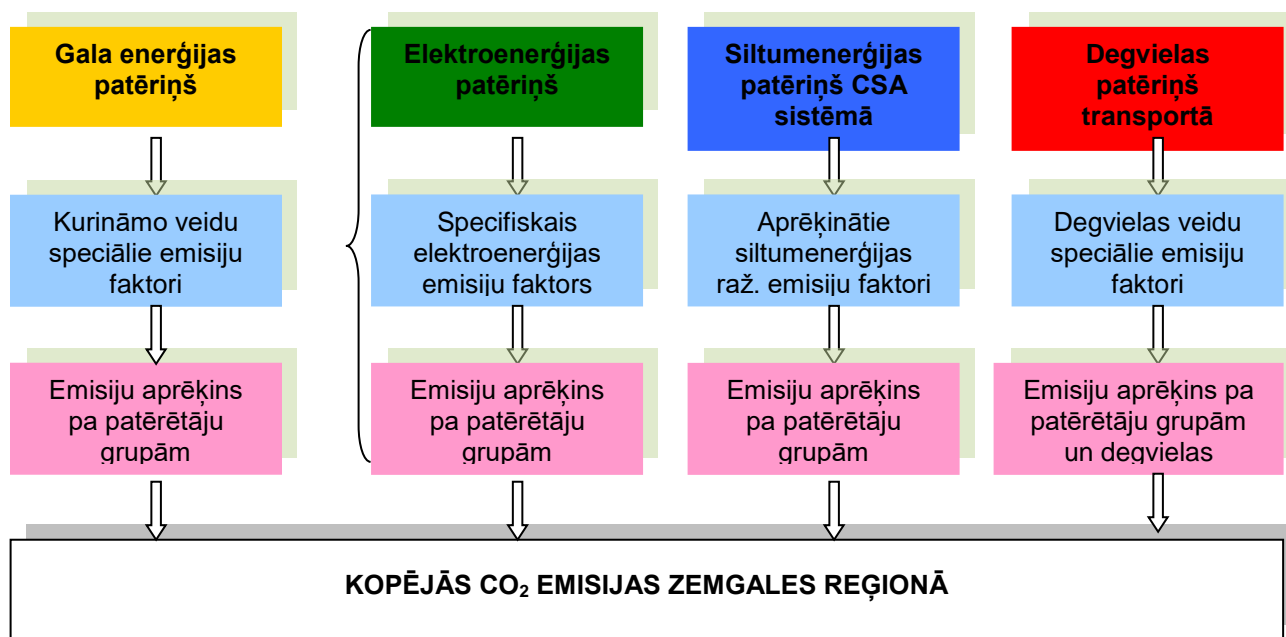 Gala enerģijas
patēriņš
Elektroenerģijas
patēriņš
Siltumenerģijas
patēriņš CSA
sistēmā
Degvielas
patēriņš
transportā
Kurināmo veidu
speciālie emisiju
faktori
Specifiskais
elektroenerģijas
emisiju faktors
Aprēķinātie
siltumenerģijas
raž. emisiju faktori
Degvielas veidu
speciālie emisiju
faktori
Emisiju aprēķins
pa patērētāju
grupām
Emisiju aprēķins
pa patērētāju
grupām
Emisiju aprēķins
pa patērētāju
grupām
Emisiju aprēķins pa
patērētāju grupām
un degvielas
KOPĒJĀS CO₂ EMISIJAS ZEMGALES REĢIONĀ